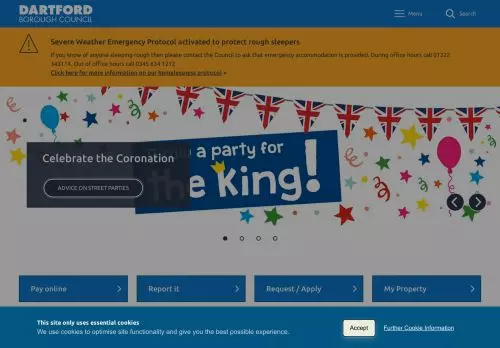 DARTFORD
BOROUGH COUNCIL
Menu
Search
Severe Weather Emergency Protocol activated to protect rough sleepers
If you know of anyone sleeping rough then please contact the Council to ask that emergency accommodation is provided. During office hours call 01322
343114. Out of office hours call 0345 634 1212
Click here for more information on our homelessness protocol »
a party for
the king!
Celebrate the Coronation
ADVICE ON STREET PARTIES
Pay online
Report it
Request / Apply
My Property
This site only uses essential cookies
We use cookies to optimise site functionality and give you the best possible experience.
Accept
Further Cookie Information